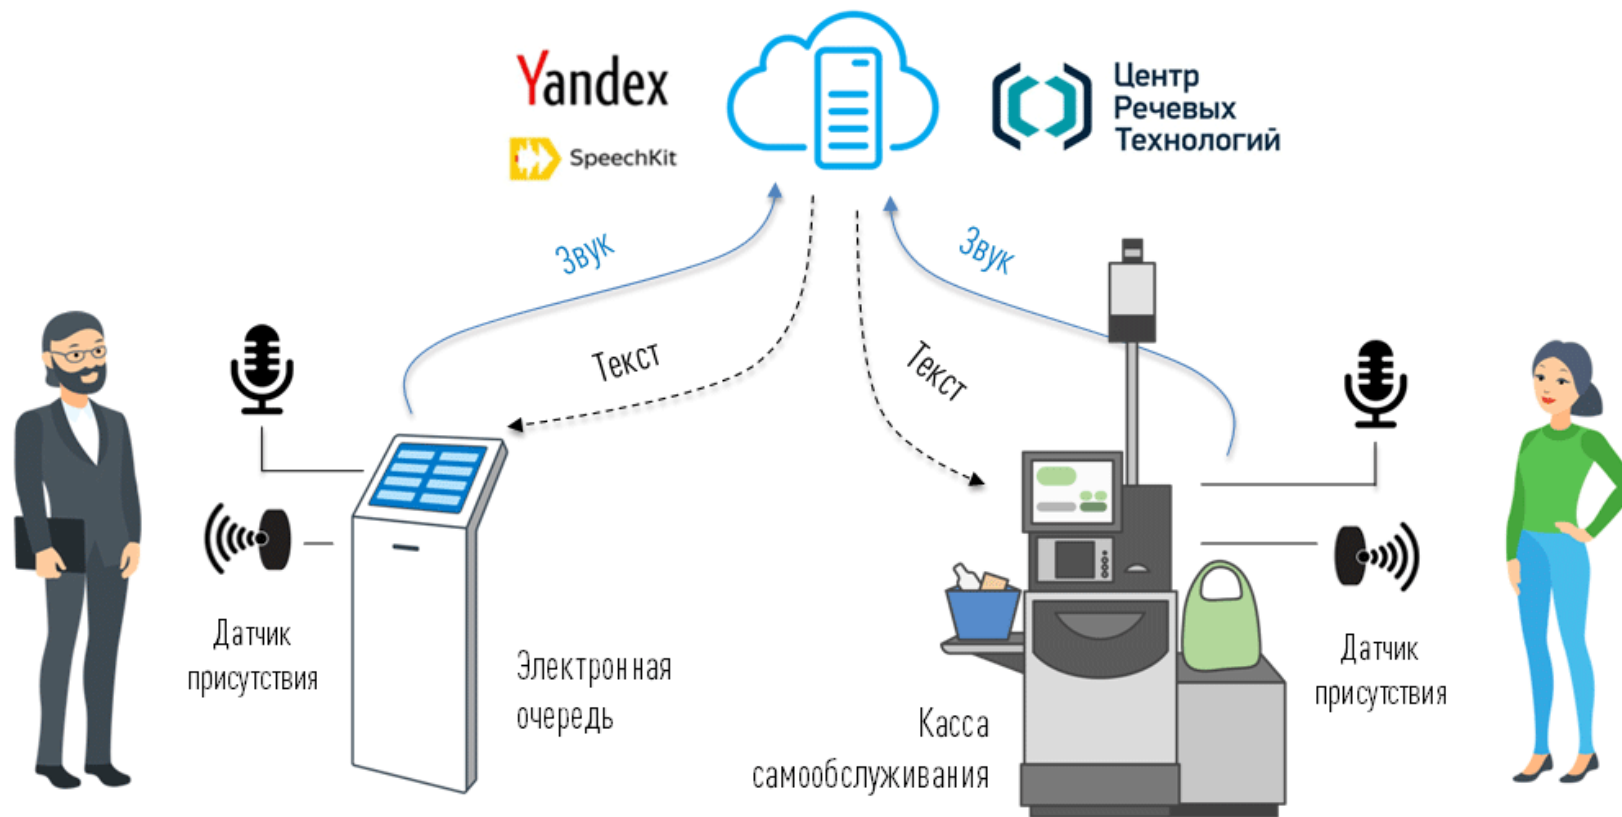 Yandex
SpeechKit
Центр
Речевых
Технологий
Звук
Звук
Текст
Текст
Датчик
присутствия
Электронная
очередь
Касса
самообслуживания
Датчик
присутствия